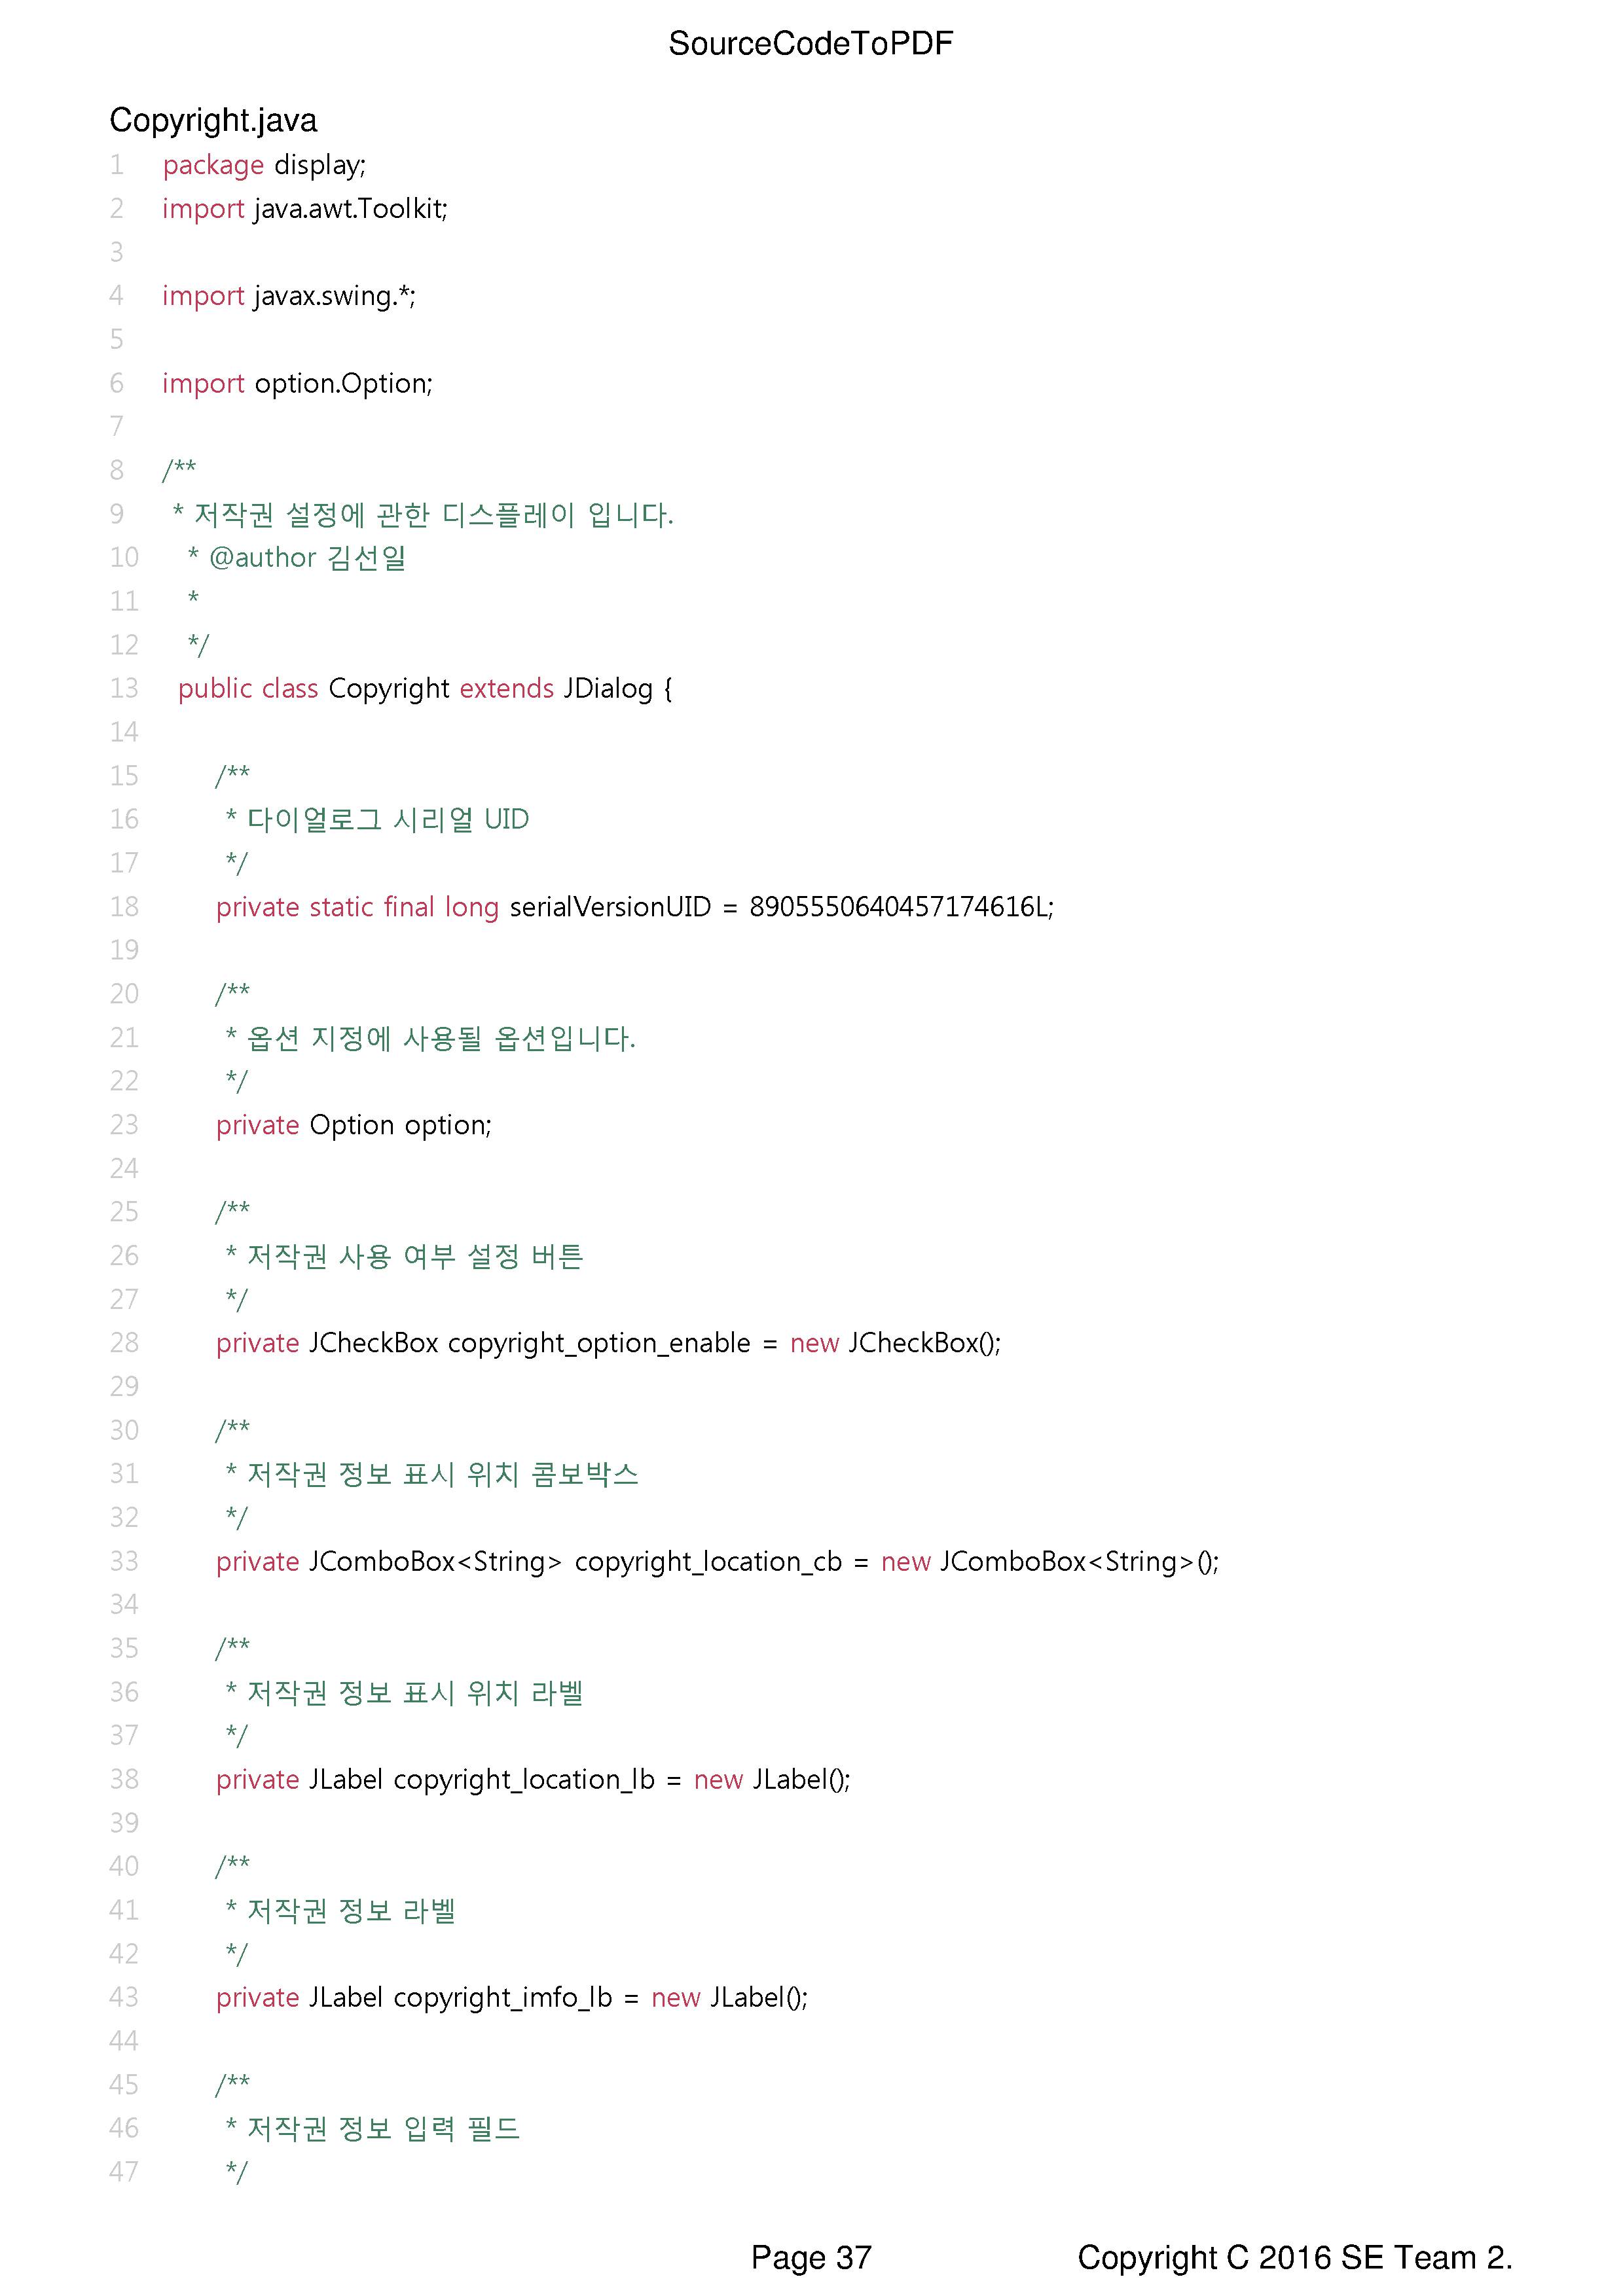 SourceCodeToPDF
Copyright.java
1 package display;
2 import java.awt.Toolkit;
3
4 import javax.swing.*;
5
6 import option.Option;
7
8 /**
9 * 저작권 설정에 관한 디스플레이 입니다.
10 * @author 김선일
11 *
12 */
13 public class Copyright extends JDialog {
14
15 /**
16 * 다이얼로그 시리얼 UID
17 */
18 private static final long serialVersionUID = 8905550640457174616L;
19
20 /**
21 * 옵션 지정에 사용될 옵션입니다.
22 */
23 private Option option;
24
25 /**
26 * 저작권 사용 여부 설정 버튼
27 */
28 private JCheckBox copyright_option_enable = new JCheckBox();
29
30 /**
31 * 저작권 정보 표시 위치 콤보박스
32 */
33 private JComboBox<String> copyright_location_cb = new JComboBox<String>();
34
35 /**
36 * 저작권 정보 표시 위치 라벨
37 */
38 private JLabel copyright_location_lb = new JLabel();
39
40 /**
41 * 저작권 정보 라벨
42 */
43 private JLabel copyright_imfo_lb = new JLabel();
44
45 /**
46 * 저작권 정보 입력 필드
47 */
Page 37 Copyright C 2016 SE Team 2.